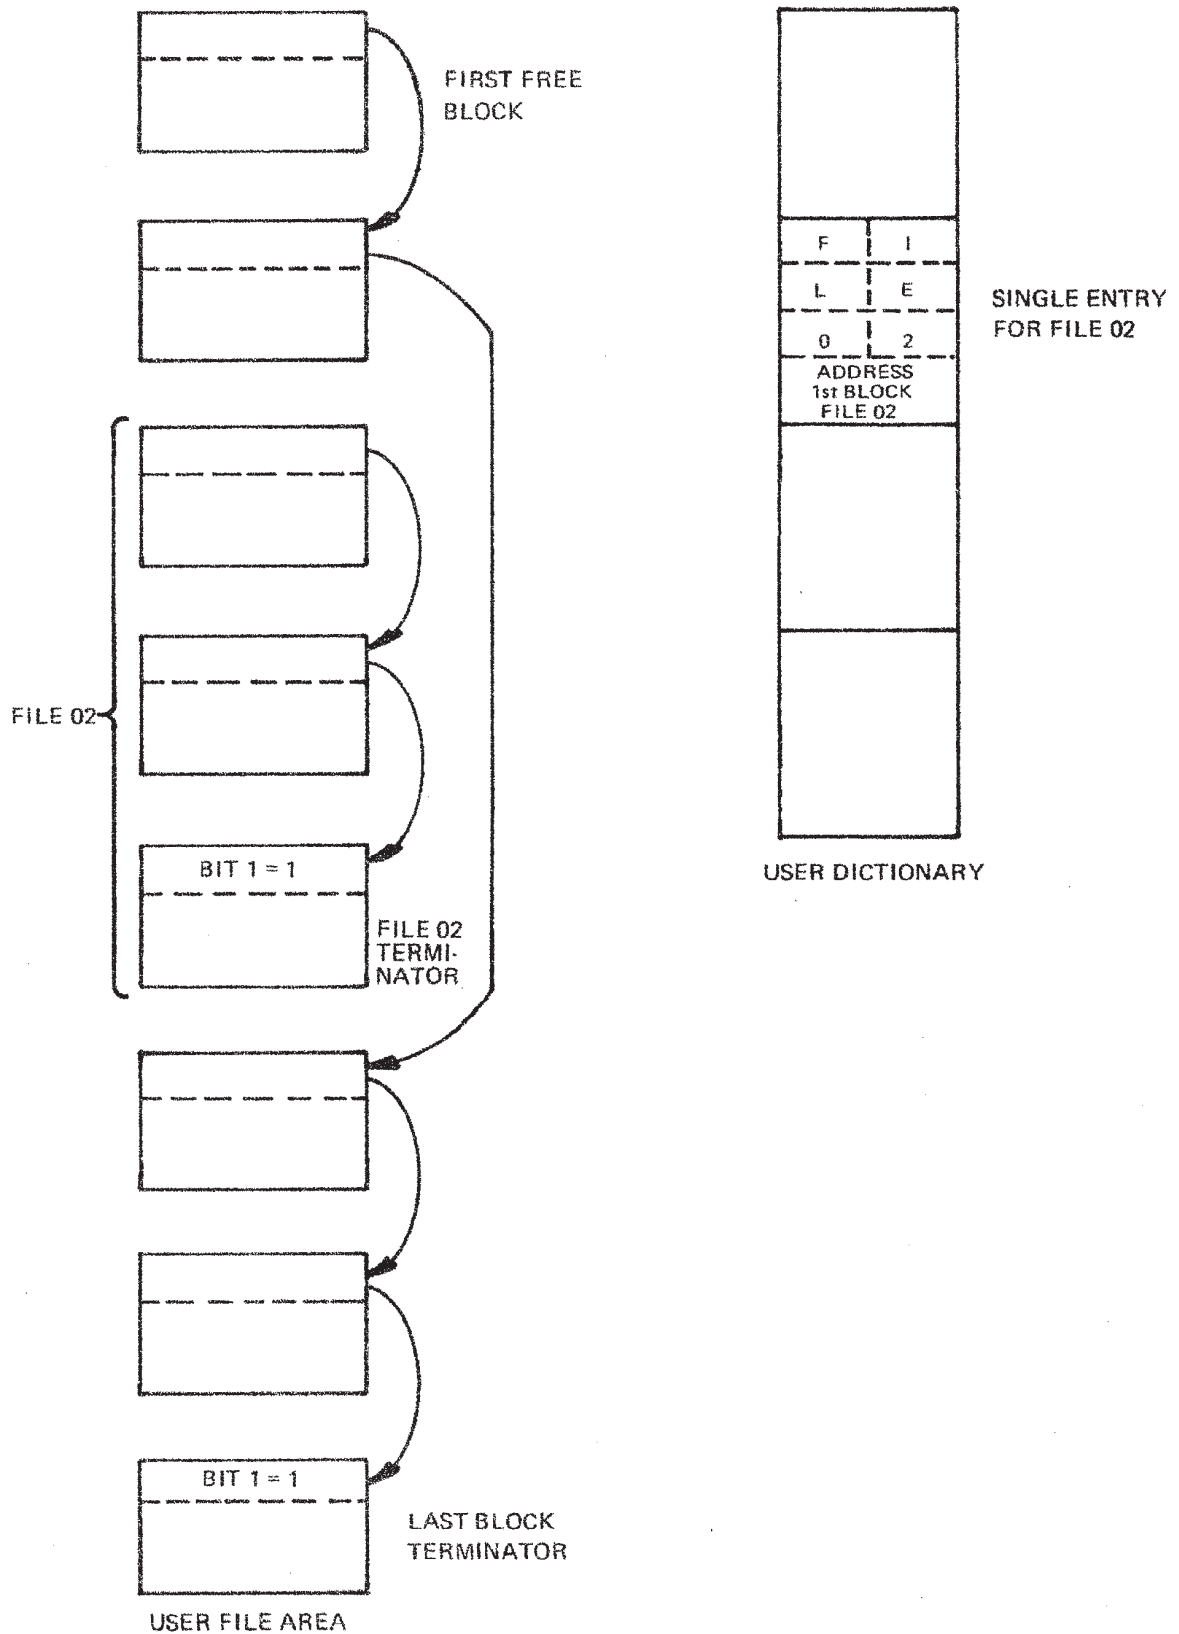 FIRST FREE
BLOCK
F I
L E
0 2
ADDRESS
1st BLOCK
FILE 02
SINGLE ENTRY
FOR FILE 02
FILE 02
BIT 1 = 1
FILE 02
TERMI-
NATOR
USER DICTIONARY
BIT 1 = 1
LAST BLOCK
TERMINATOR
USER FILE AREA